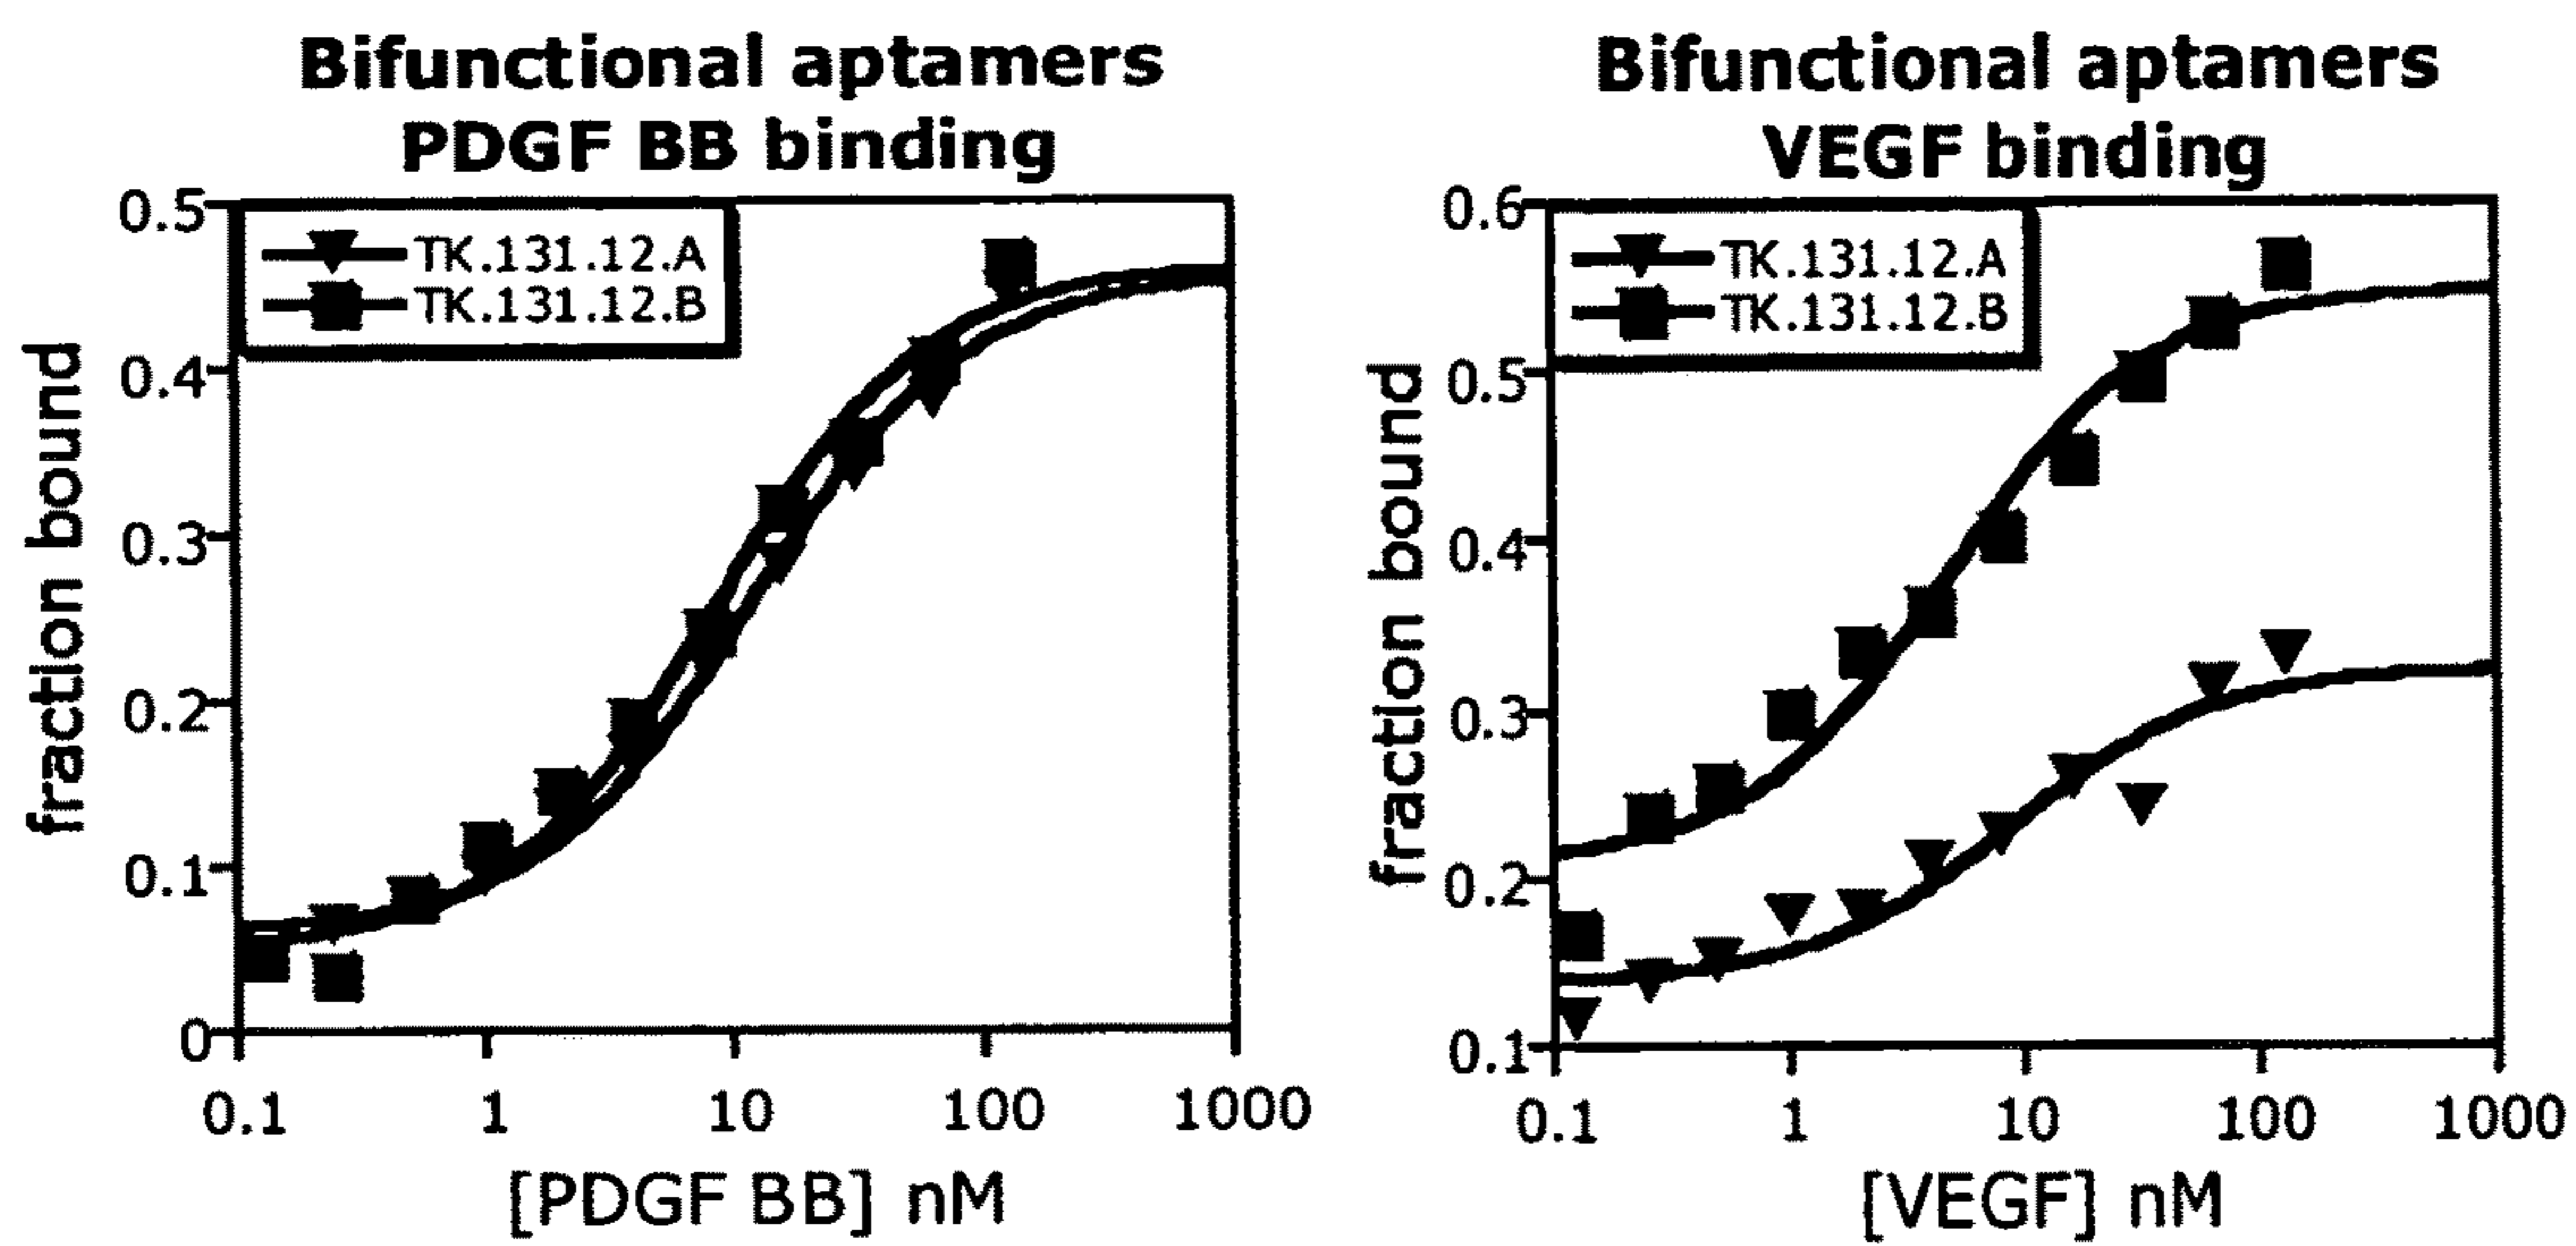 Bifunctional aptamers
PDGF BB binding
0.5
0.4
0.3
0.2
0.1
0
fraction bound
TK.131.12.A
TK.131.12.B
0.1 1 10 100 1000
[PDGF BB] nM
Bifunctional aptamers
VEGF binding
0.6
0.5
0.4
0.3
0.2
0.1
fraction bound
TK.131.12.A
TK.131.12.B
0.1 1 10 100 1000
[VEGF] nM